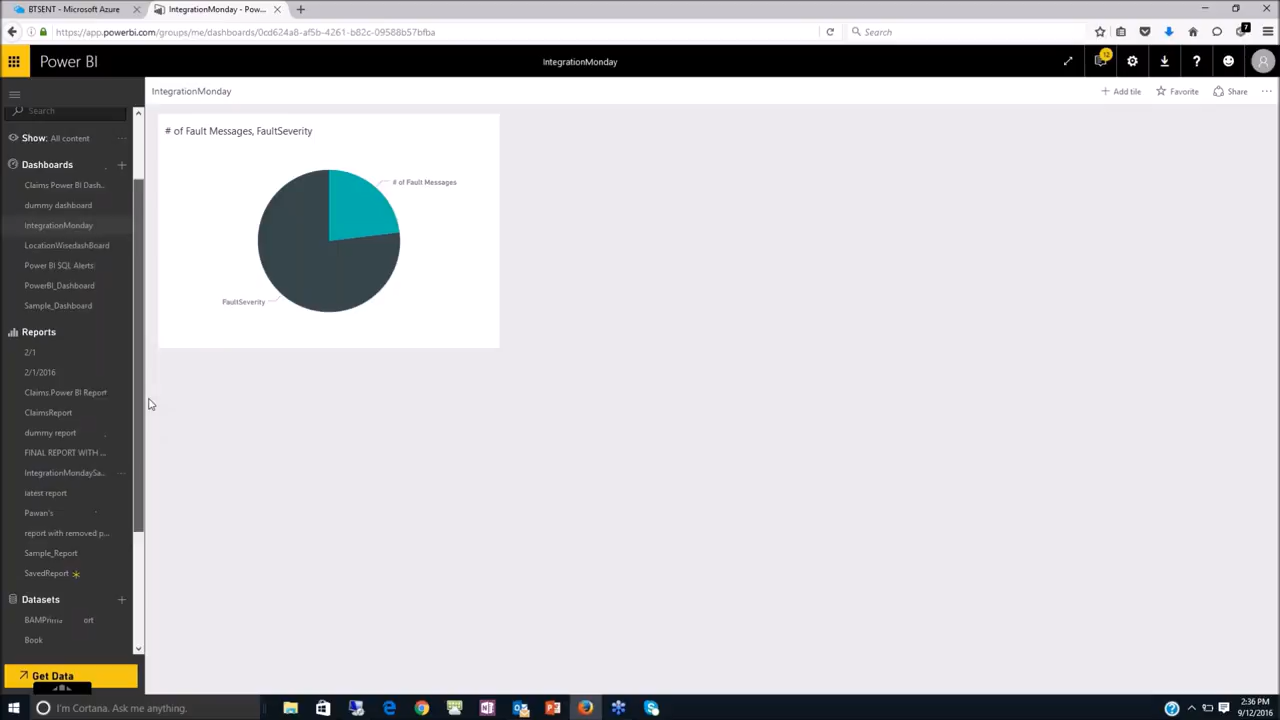 BTSENT - Microsoft Azure
IntegrationMonday - Pow...
https://app.powerbi.com/groups/me/dashboards/0cd624a8-af5b-4261-b82c-09588b57bfba
Search
7
Power BI
IntegrationMonday
12
IntegrationMonday
Add tile
Favorite
Share
Search
Show: All content
Dashboards
Claims Power BI Dash..
dummy dashboard
IntegrationMonday
LocationWisedashBoard
Power BI SQL Alerts
PowerBI_Dashboard
Sample_Dashboard
Reports
2/1
2/1/2016
Claims Power BI Report
ClaimsReport
dummy report
FINAL REPORT WITH ...
IntegrationMondaySa..
latest report
Pawan's
report with removed p...
Sample_Report
SavedReport
Datasets
ort
Book
Get Data
# of Fault Messages, FaultSeverity
# of Fault Messages
FaultSeverity
I'm Cortana. Ask me anything.
2:36 PM
9/12/2016